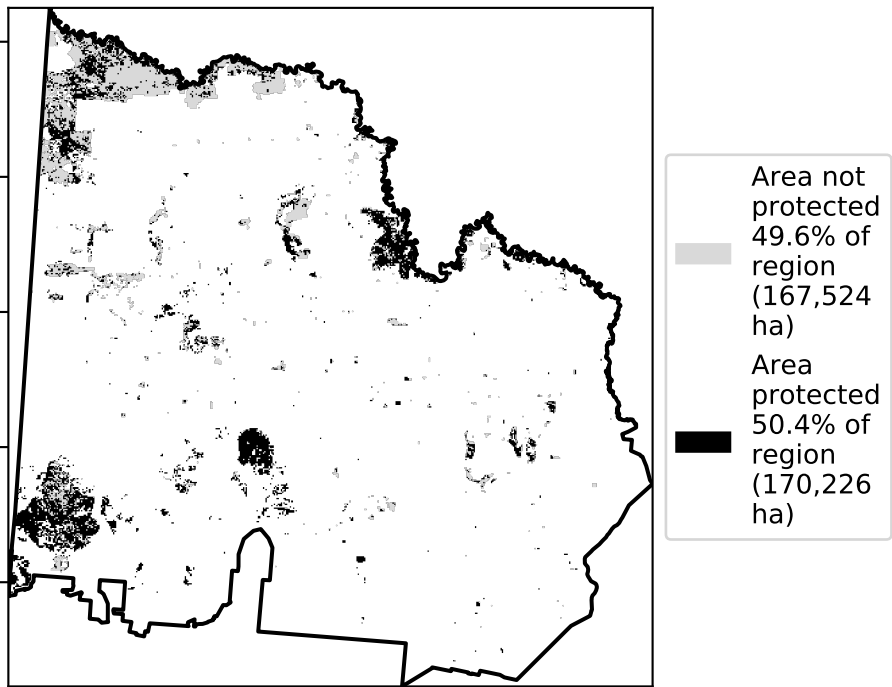 Area not
protected
49.6% of
region
(167,524
ha)
Area
protected
50.4% of
region
(170,226
ha)